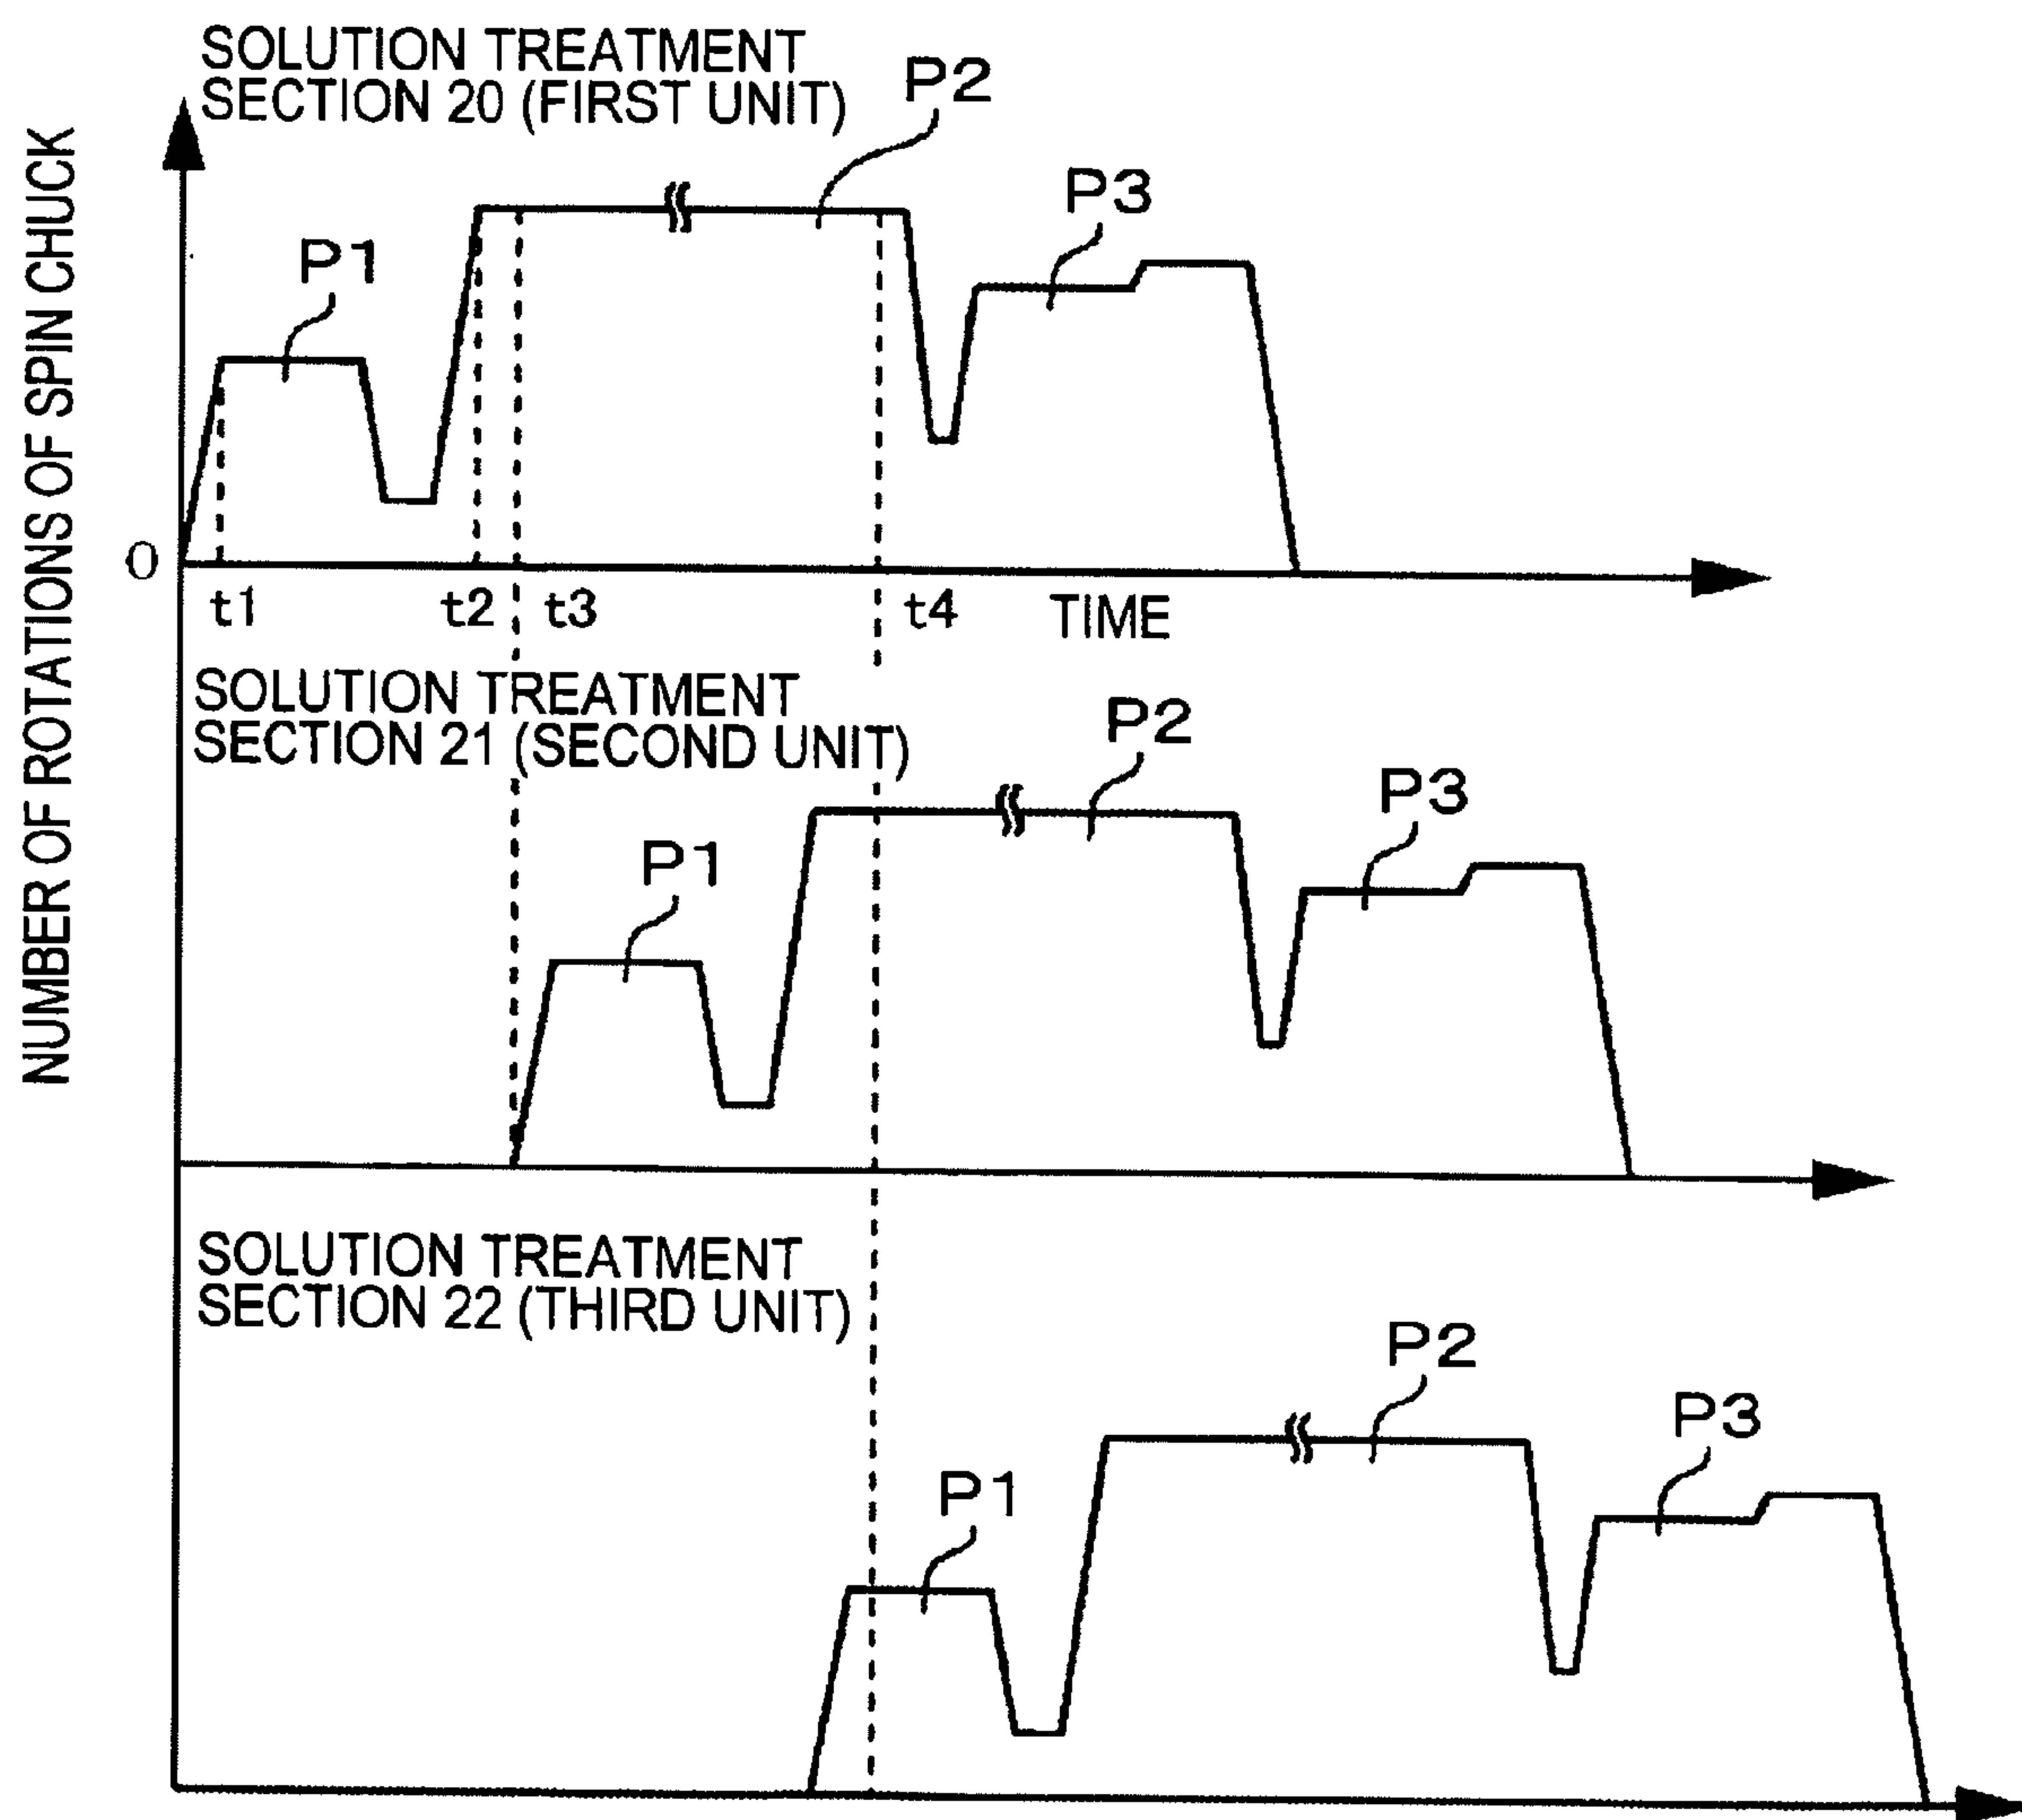 NUMBER OF ROTATIONS OF SPIN CHUCK
SOLUTION TREATMENT
SECTION 20 (FIRST UNIT)
P1
P2
P3
0
t1
t2
t3
t4
TIME
SOLUTION TREATMENT
SECTION 21 (SECOND UNIT)
P1
P2
P3
SOLUTION TREATMENT
SECTION 22 (THIRD UNIT)
P1
P2
P3